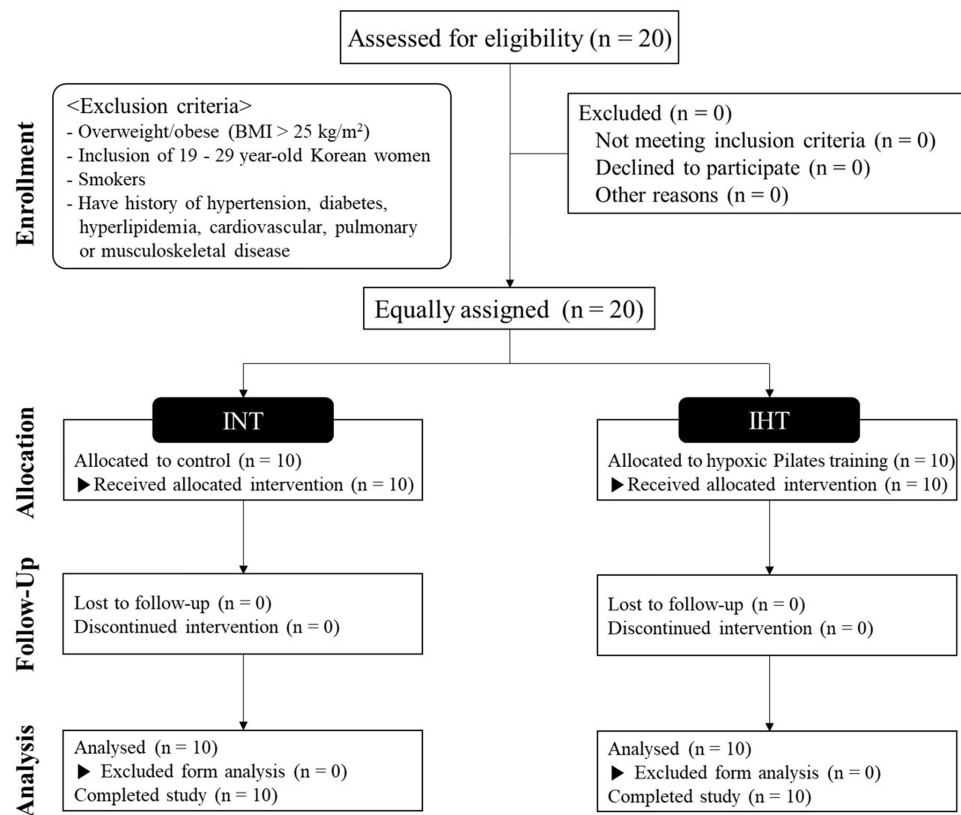 Assessed for eligibility (n = 20)
Enrollment
<Exclusion criteria>
- Overweight/obese (BMI > 25 kg/m²)
- Inclusion of 19 - 29 year-old Korean women
- Smokers
- Have history of hypertension, diabetes,
hyperlipidemia, cardiovascular, pulmonary
or musculoskeletal disease
Excluded (n = 0)
Not meeting inclusion criteria (n = 0)
Declined to participate (n = 0)
Other reasons (n = 0)
Equally assigned (n = 20)
Allocation
INT
Allocated to control (n = 10)
▶Received allocated intervention (n = 10)
IHT
Allocated to hypoxic Pilates training (n = 10)
▶Received allocated intervention (n = 10)
Follow-Up
Lost to follow-up (n = 0)
Discontinued intervention (n = 0)
Lost to follow-up (n = 0)
Discontinued intervention (n = 0)
Analysis
Analysed (n = 10)
▶ Excluded form analysis (n = 0)
Completed study (n = 10)
Analysed (n = 10)
▶ Excluded form analysis (n = 0)
Completed study (n = 10)